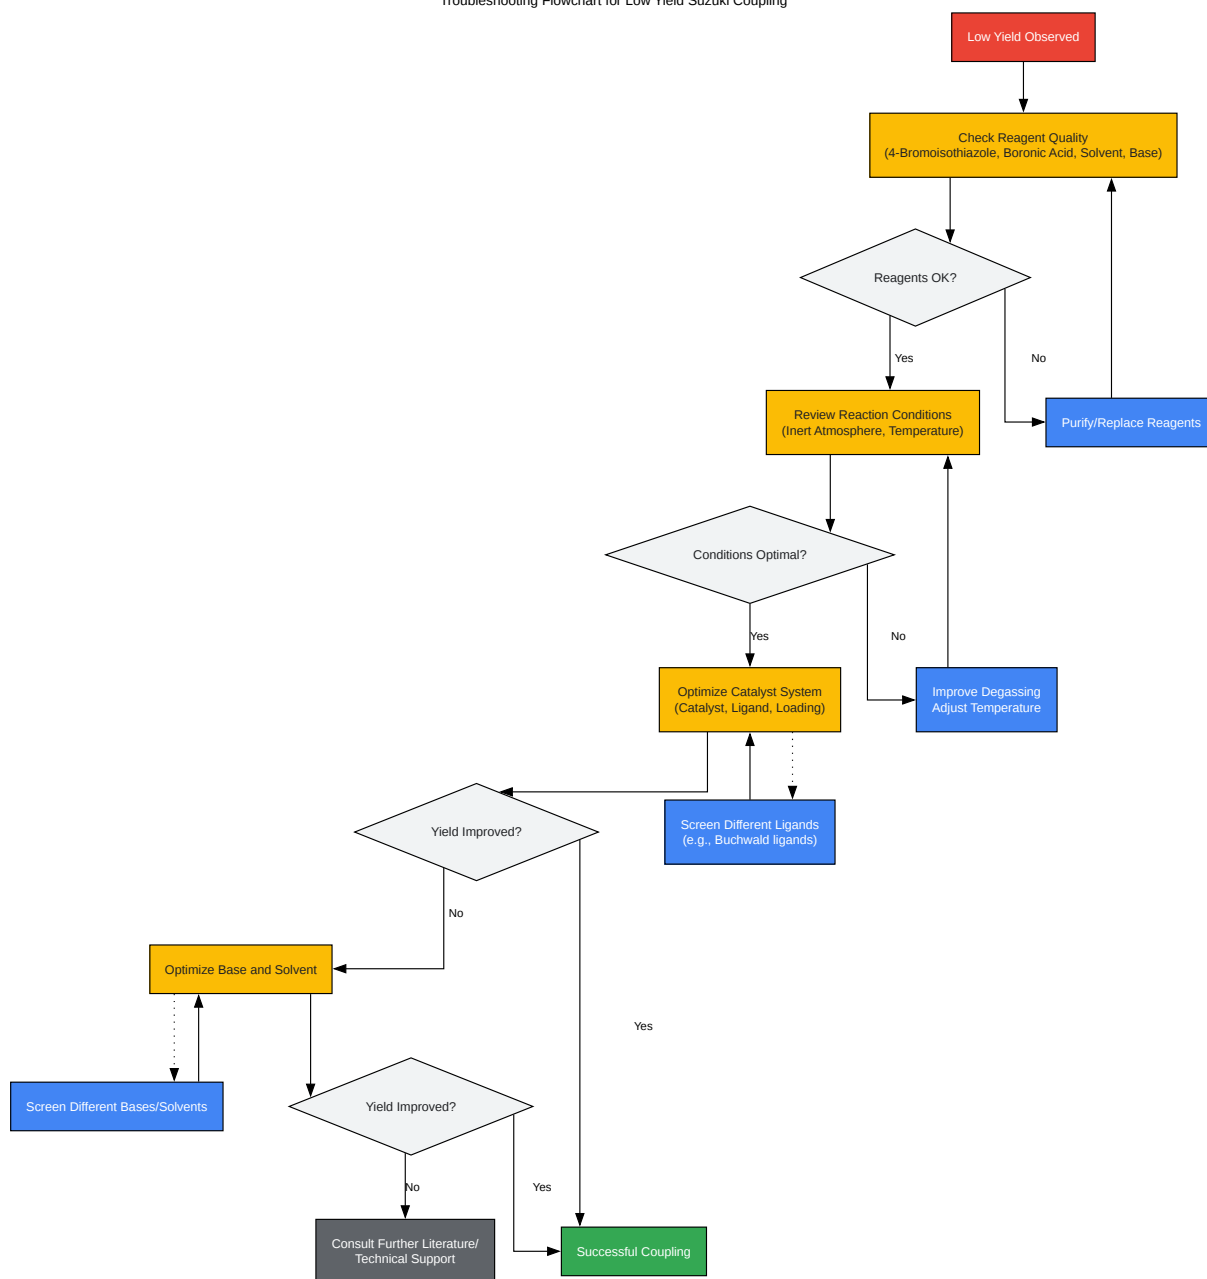 Troubleshooting Flowchart for Low Yield Suzuki Coupling
Low Yield Observed
Check Reagent Quality
(4-Bromoisothiazole, Boronic Acid, Solvent, Base)
Reagents OK?
Yes
No
Review Reaction Conditions
(Inert Atmosphere, Temperature)
Purify/Replace Reagents
Conditions Optimal?
Yes
No
Optimize Catalyst System
(Catalyst, Ligand, Loading)
Improve Degassing
Adjust Temperature
Yield Improved?
Screen Different Ligands
(e.g., Buchwald ligands)
No
Optimize Base and Solvent
Yes
Screen Different Bases/Solvents
Yield Improved?
No
Yes
Consult Further Literature/
Technical Support
Successful Coupling